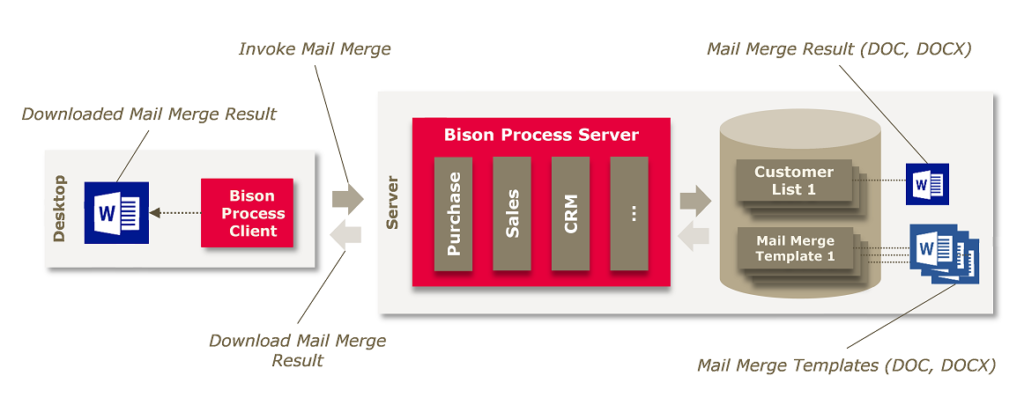 Invoke Mail Merge
Mail Merge Result (DOC, DOCX)
Downloaded Mail Merge Result
Desktop
W
Bison
Process
Client
Server
Bison Process Server
Purchase
Sales
CRM
...
Customer
List 1
W
Mail Merge
Template 1
W
Download Mail Merge
Result
Mail Merge Templates (DOC, DOCX)